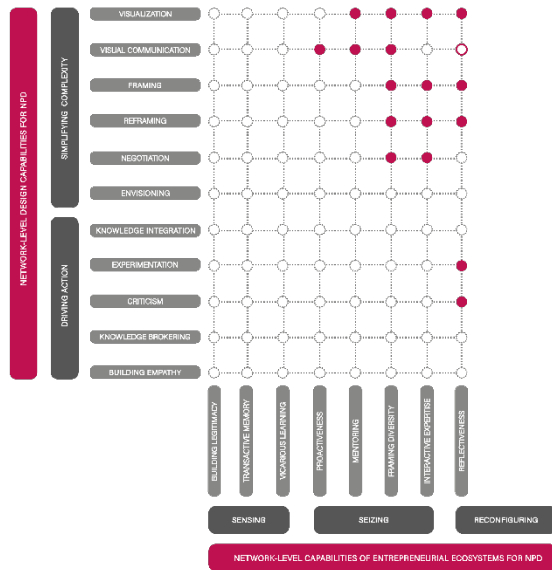 NETWORK-LEVEL DESIGN CAPABILITIES FOR NPD
SIMPLIFYING COMPLEXITY
VISUALIZATION
VISUAL COMMUNICATION
FRAMING
REFRAMING
NEGOTIATION
ENVISIONING
DRIVING ACTION
KNOWLEDGE INTEGRATION
EXPERIMENTATION
CRITICISM
KNOWLEDGE BROKERING
BUILDING EMPATHY
BUILDING LEGITIMACY
TRANSACTIVE MEMORY
VICARIOUS LEARNING
PROACTIVENESS
MENTORING
FRAMING DIVERSITY
INTERACTIVE EXPERTISE
REFLECTIVENESS
SENSING
SEIZING
RECONFIGURING
NETWORK-LEVEL CAPABILITIES OF ENTREPRENEURIAL ECOSYSTEMS FOR NPD